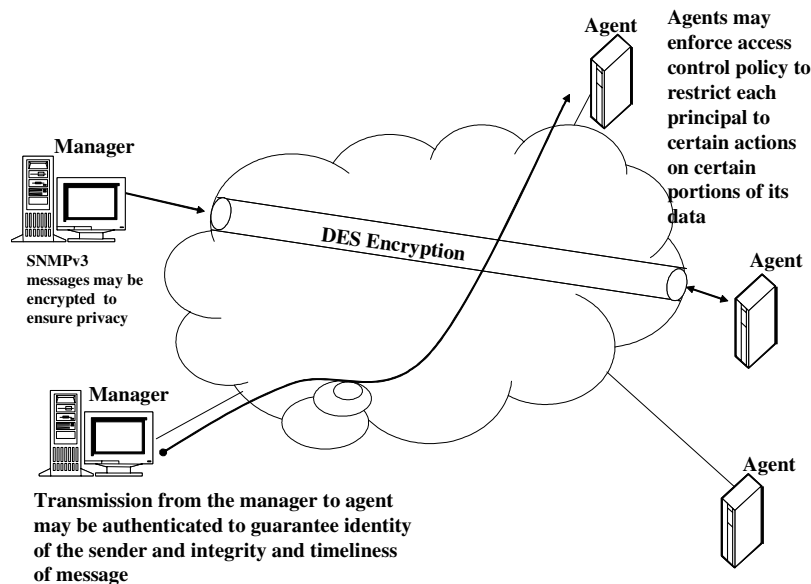 Agent
Agents may
enforce access
control policy to
restrict each
principal to
certain actions
on certain
portions of its
data
Manager
SNMPv3
messages may be
encrypted to
ensure privacy
DES Encryption
Agent
Manager
Transmission from the manager to agent
may be authenticated to guarantee identity
of the sender and integrity and timeliness
of message
Agent